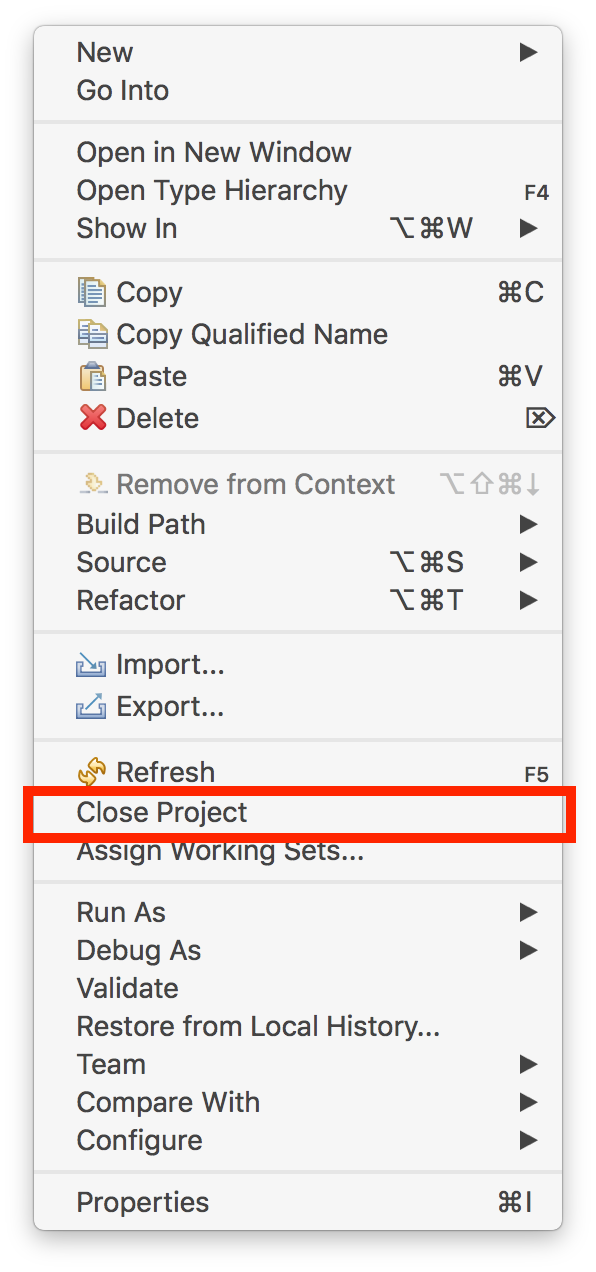 New
Go Into
Open in New Window
Open Type Hierarchy F4
Show In ⌥⌘W
Copy ⌘C
Copy Qualified Name
Paste ⌘V
Delete ⌦
Remove from Context ⌥⇧⌘↓
Build Path
Source ⌥⌘S
Refactor ⌥⌘T
Import...
Export...
Refresh F5
Close Project
Assign Working Sets...
Run As
Debug As
Validate
Restore from Local History...
Team
Compare With
Configure
Properties ⌘I